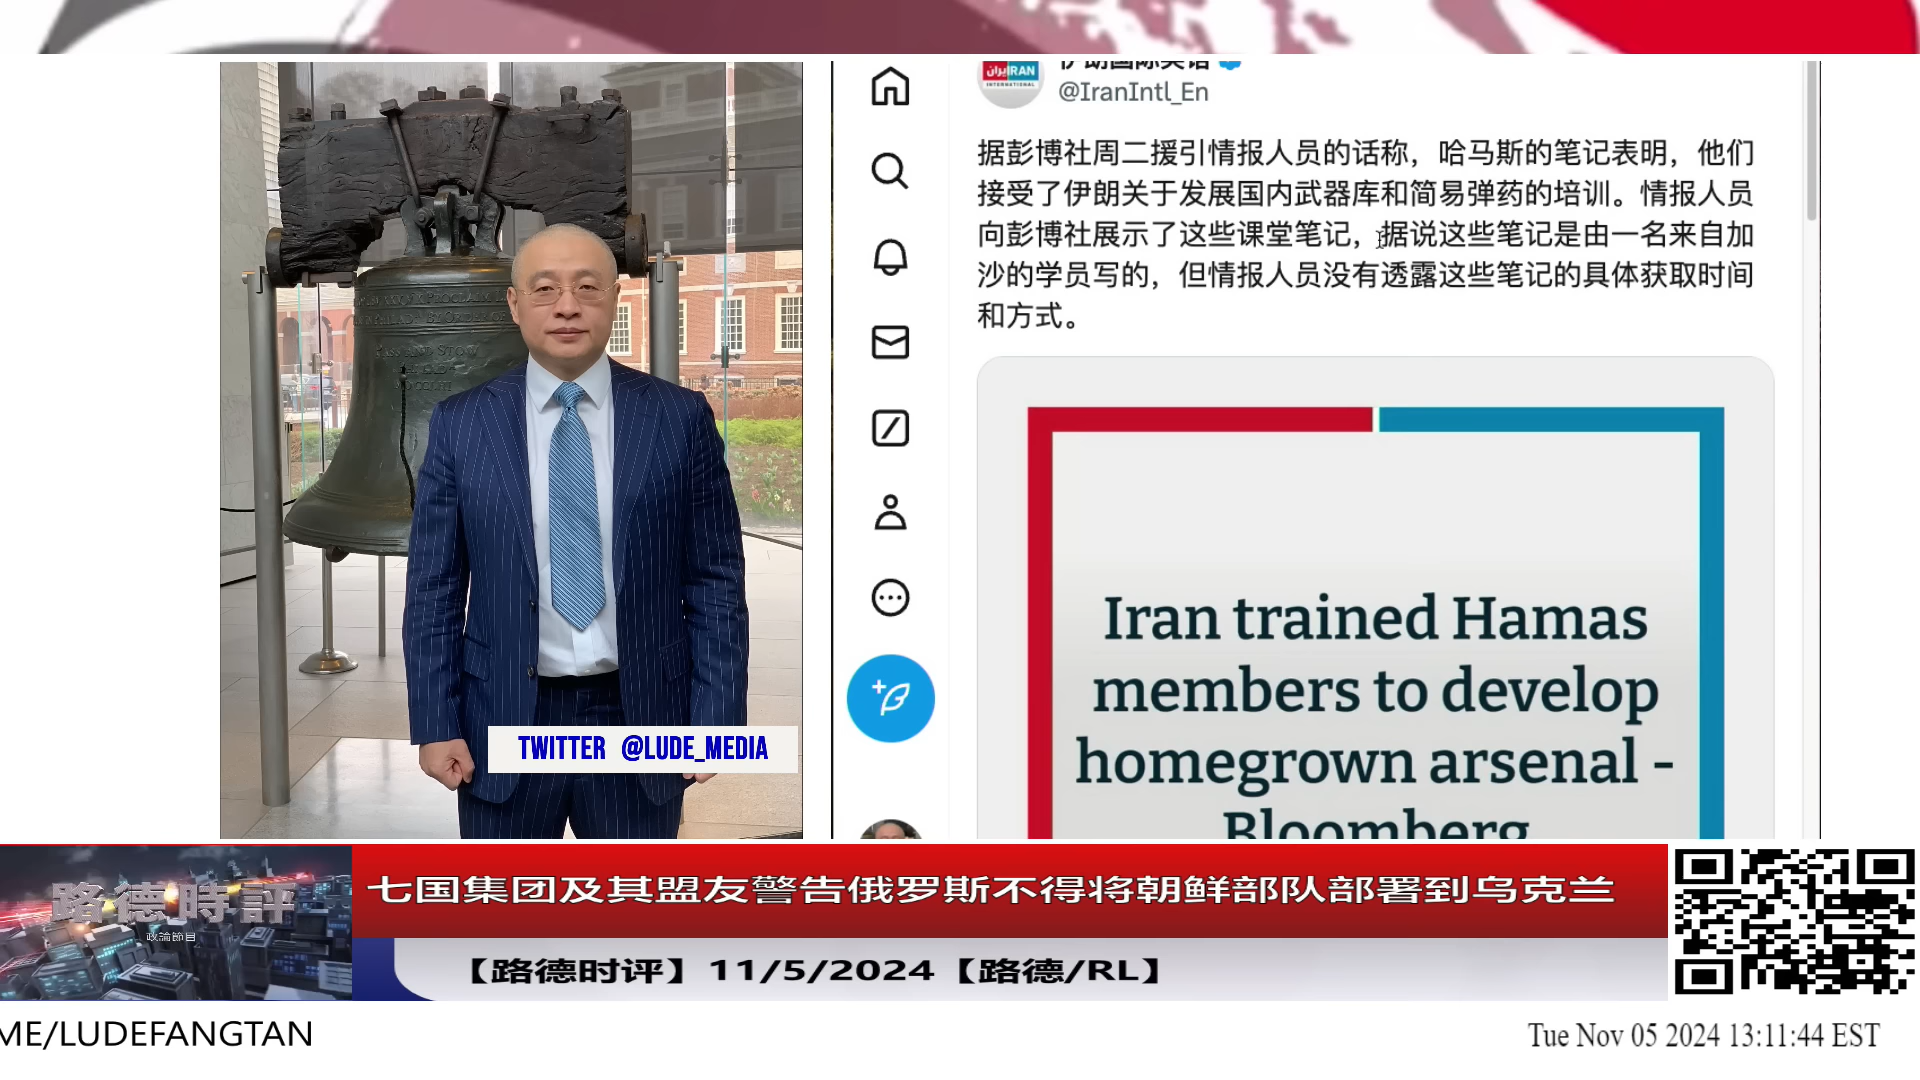 @IranIntl_En
据彭博社周二援引情报人员的话称，哈马斯的笔记表明，他们
接受了伊朗关于发展国内武器库和简易弹药的培训。情报人员
向彭博社展示了这些课堂笔记，据说这些笔记是由一名来自加
沙的学员写的，但情报人员没有透露这些笔记的具体获取时间
和方式。
Iran trained Hamas
members to develop
homegrown arsenal -
Bloomberg
TWITTER @LUDE_MEDIA
路德時評
政論節目
七国集团及其盟友警告俄罗斯不得将朝鲜部队部署到乌克兰
【路德时评】11/5/2024【路德/RL】
ME/LUDEFANGTAN
Tue Nov 05 2024 13:11:44 EST